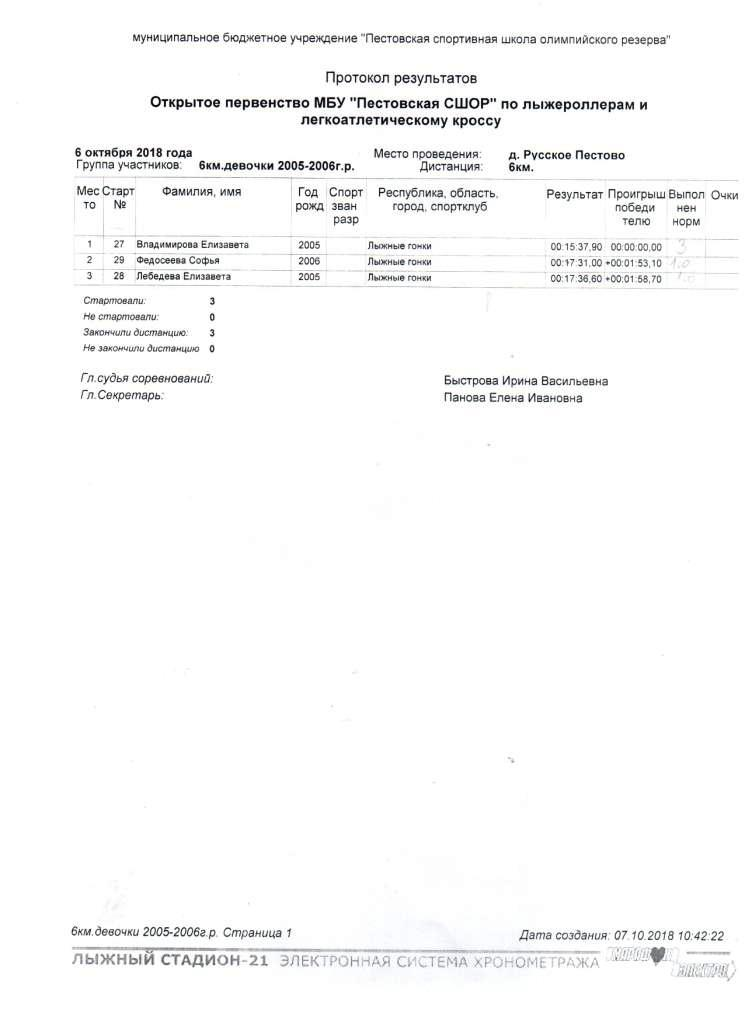 муниципальное бюджетное учреждение "Пестовская спортивная школа олимпийского резерва"
Протокол результатов
Открытое первенство МБУ "Пестовская СШОР" по лыжероллерам и
легкоатлетическому кроссу
6 октября 2018 года Место проведения: д. Русское Пестово
Группа участников: 6км.девочки 2005-2006г.р. Дистанция: 6км.
Мес Старт Фамилия, имя Год Спорт Республика, область, Результат Проигрыш Выпол Очки
то № рожд зван город, спортклуб победи нен
разр телю норм
1 27 Владимирова Елизавета 2005 Лыжные гонки 00:15:37,90 00:00:00,00 3
2 29 Федосеева Софья 2006 Лыжные гонки 00:17:31,00 +00:01:53,10 1.0
3 28 Лебедева Елизавета 2005 Лыжные гонки 00:17:36,60 +00:01:58,70 1.0
Стартовали: 3
Не стартовали: 0
Закончили дистанцию: 3
Не закончили дистанцию 0
Гл.судья соревнований: Быстрова Ирина Васильевна
Гл.Секретарь: Панова Елена Ивановна
6км.девочки 2005-2006г.р. Страница 1 Дата создания: 07.10.2018 10:42:22
ЛЫЖНЫЙ СТАДИОН-21 ЭЛЕКТРОННАЯ СИСТЕМА ХРОНОМЕТРАЖА